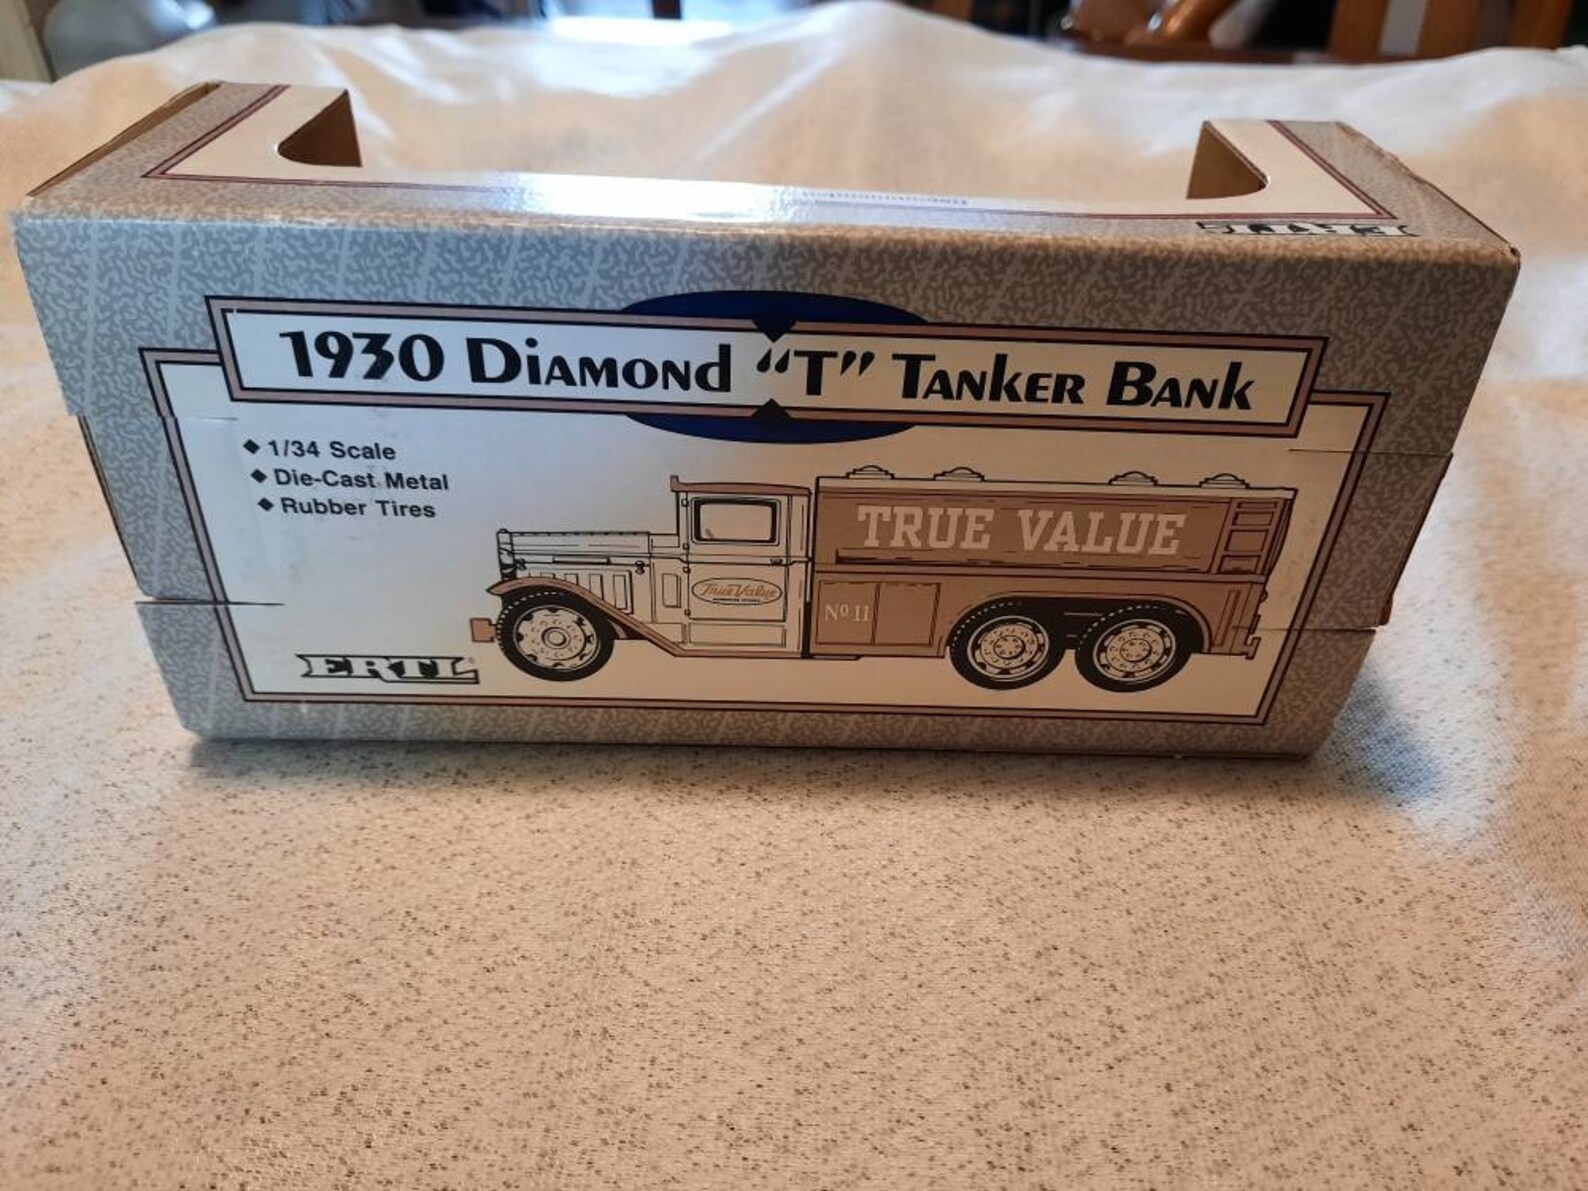 ERTL
1930 Diamond “T” Tanker Bank
◆ 1/34 Scale
◆ Die-Cast Metal
◆ Rubber Tires
TRUE VALUE
True Value
No 11
ERTL